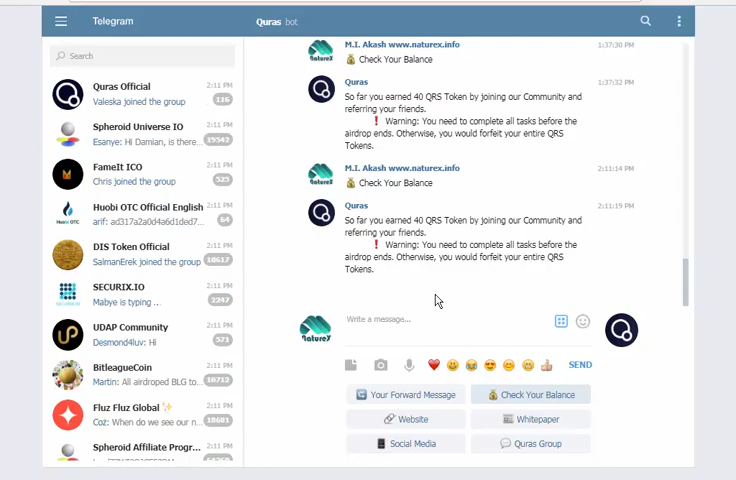 Telegram
Quras bot
Search
Quras Official 2:11 PM
Valeska joined the group 116
Spheroid Universe IO 2:11 PM
Esanye: Hi Damian, is there... 19542
FameIt ICO 2:11 PM
Chris joined the group 525
Huobi OTC Official English 2:11 PM
arif: ad317a2a0d4a6d1ded7... 64
DIS Token Official 2:11 PM
SalmanErek joined the group 18617
SECURIX.IO 2:11 PM
Mabye is typing ... 2247
UDAP Community 2:11 PM
Desmond4luv: Hi 571
BitleagueCoin 2:11 PM
Martin: All airdroped BLG to... 10712
Fluz Fluz Global 2:11 PM
Coz: When do we see our n... 18681
Spheroid Affiliate Progr... 2:11 PM
M.I. Akash www.naturex.info 1:37:30 PM
Check Your Balance
Quras 1:37:32 PM
So far you earned 40 QRS Token by joining our Community and
referring your friends.
❗ Warning: You need to complete all tasks before the
airdrop ends. Otherwise, you would forfeit your entire QRS
Tokens.
M.I. Akash www.naturex.info 2:11:14 PM
Check Your Balance
Quras 2:11:19 PM
So far you earned 40 QRS Token by joining our Community and
referring your friends.
❗ Warning: You need to complete all tasks before the
airdrop ends. Otherwise, you would forfeit your entire QRS
Tokens.
NatureX
Write a message...
SEND
Your Forward Message
Check Your Balance
Website
Whitepaper
Social Media
Quras Group